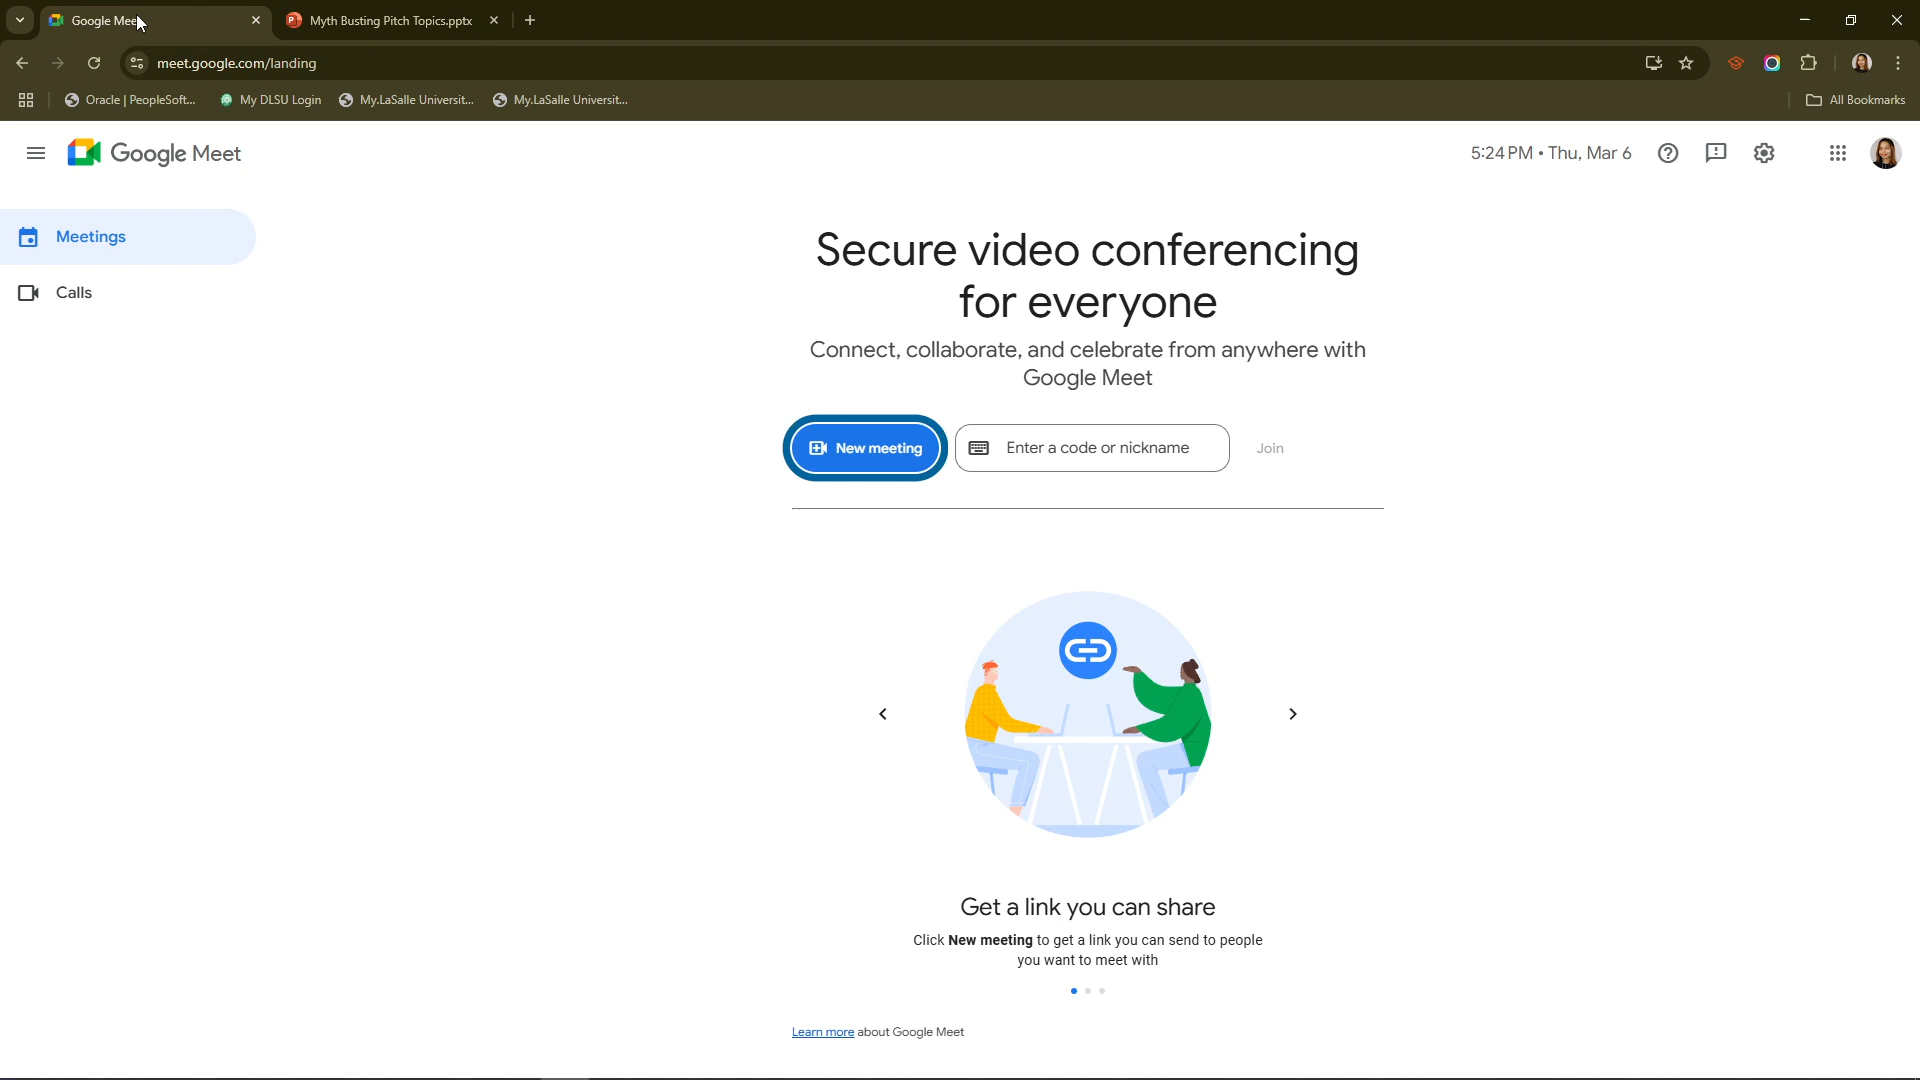 Google Mee
Myth Busting Pitch Topics.pptx
meet.google.com/landing
Oracle | PeopleSoft...
My DLSU Login
My.LaSalle Universit...
My.LaSalle Universit...
All Bookmarks
Google Meet
5:24 PM • Thu, Mar 6
Meetings
Calls
Secure video conferencing
for everyone
Connect, collaborate, and celebrate from anywhere with
Google Meet
New meeting
Enter a code or nickname
Join
Get a link you can share
Click New meeting to get a link you can send to people
you want to meet with
Learn more about Google Meet